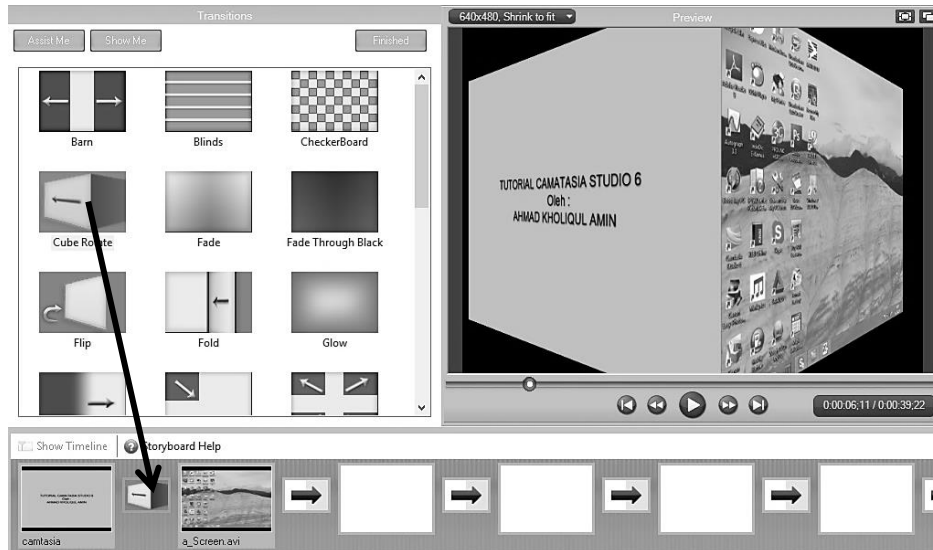 Transitions
Assist Me
Show Me
Finished
Barn
Blinds
CheckerBoard
Cube Rotate
Fade
Fade Through Black
Flip
Fold
Glow
640x480, Shrink to fit
Preview
TUTORIAL CAMATASIA STUDIO 6
Oleh :
AHMAD KHOLIQUL AMIN
0:00:06;11 / 0:00:39;22
Show Timeline
Storyboard Help
camtasia
a_Screen.avi